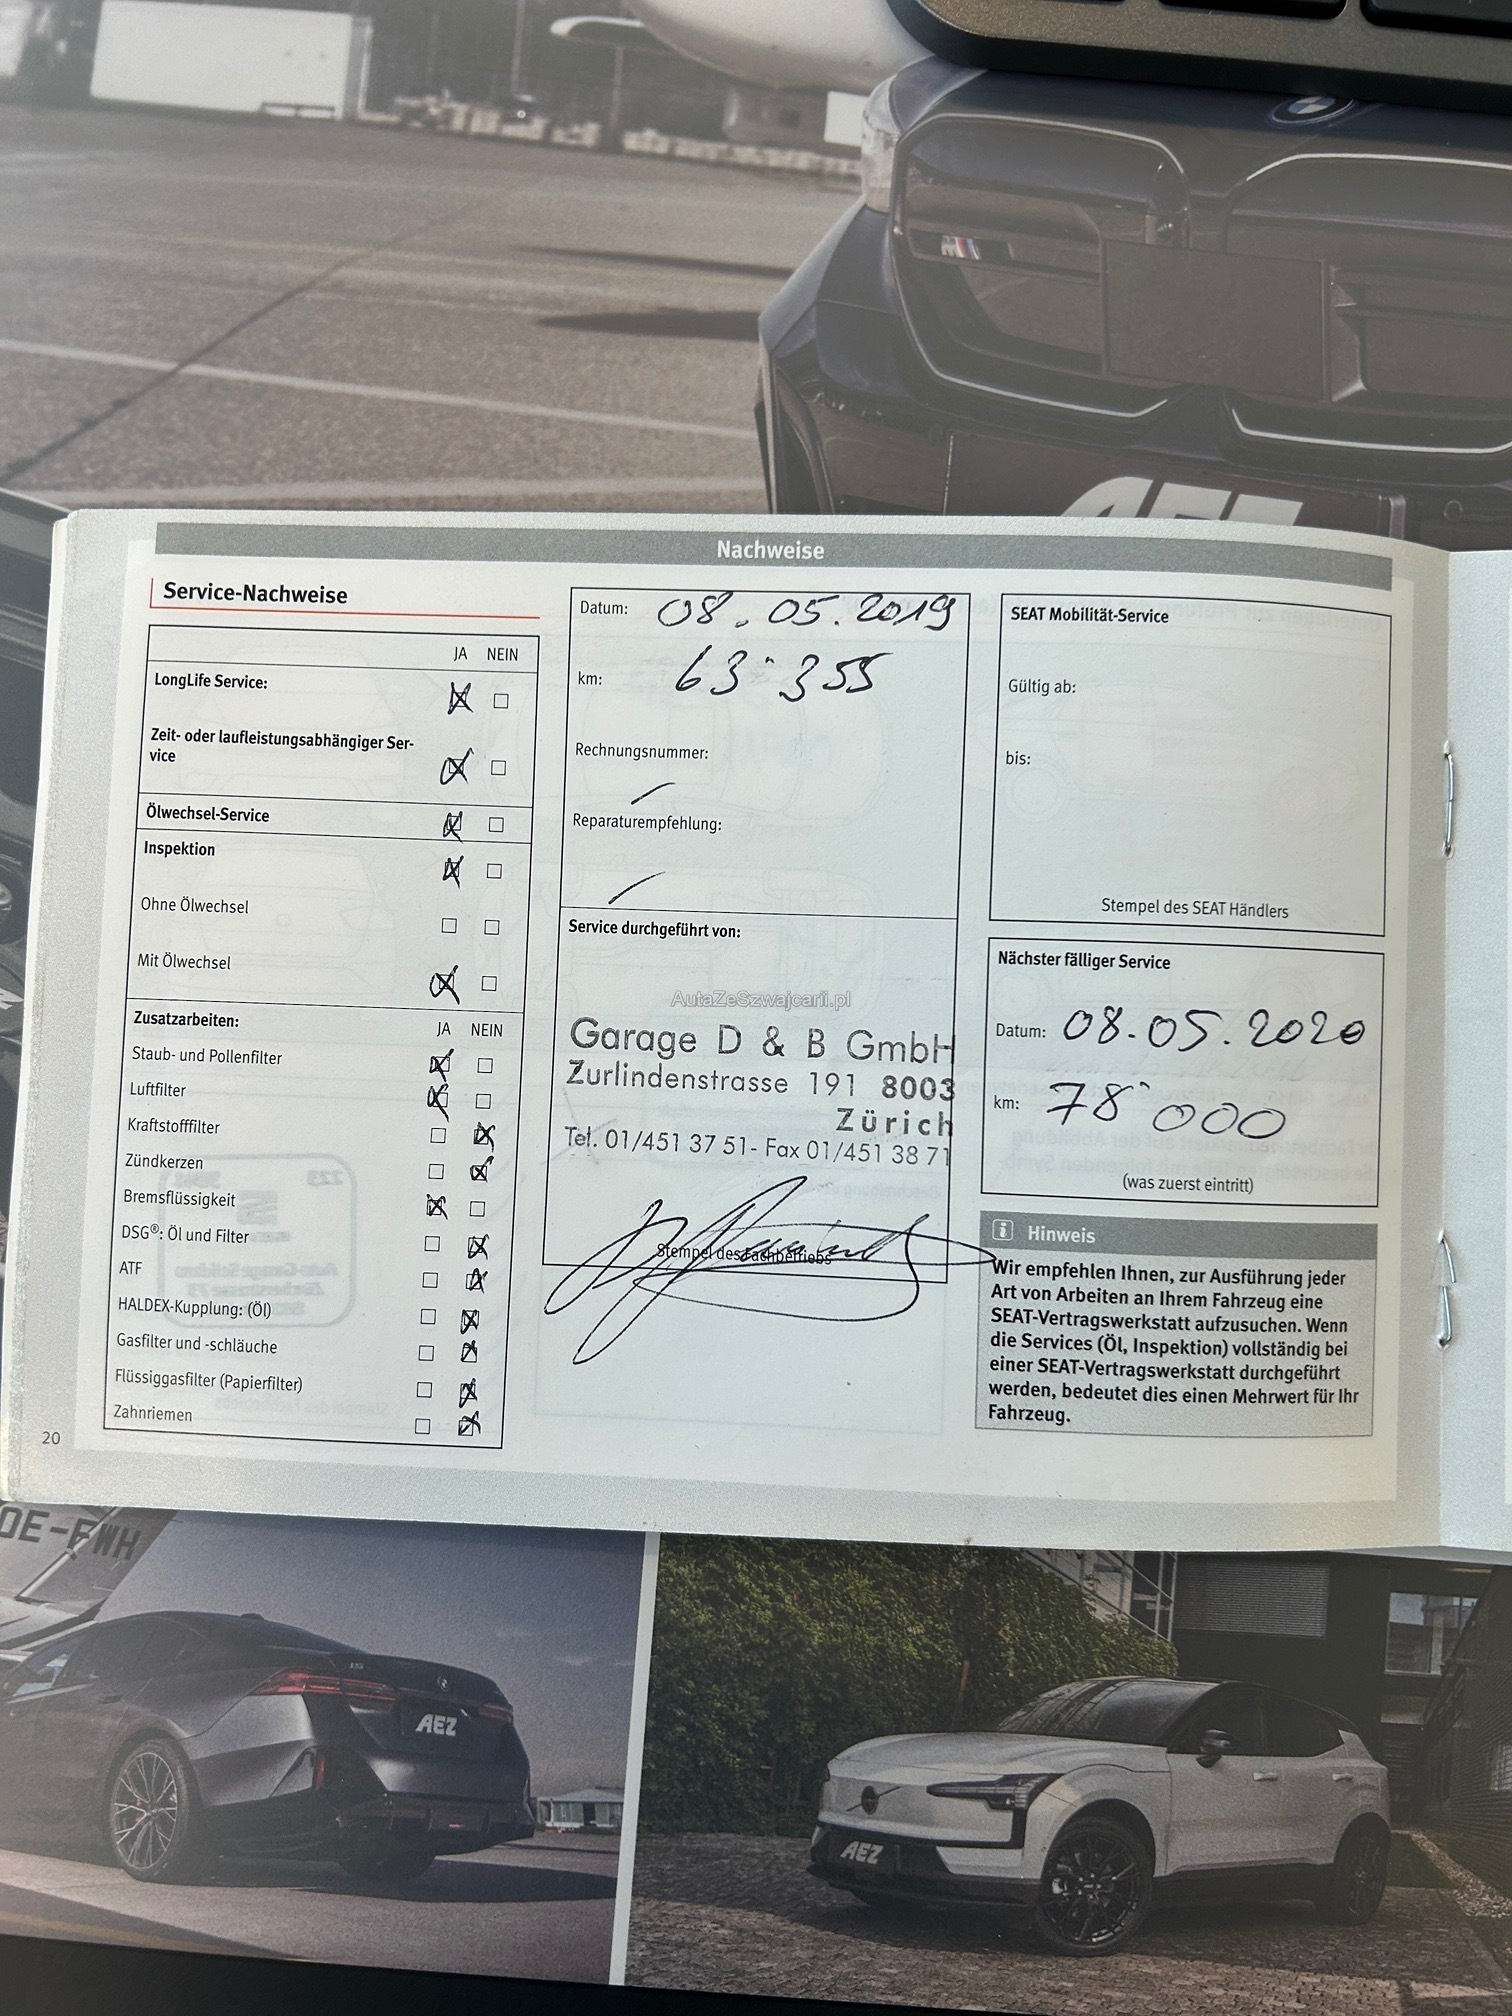 AEZ
Nachweise
Service-Nachweise
JA NEIN
LongLife Service:
Zeit- oder laufleistungsabhängiger Ser-
vice
Ölwechsel-Service
Inspektion
Ohne Ölwechsel
Mit Ölwechsel
Zusatzarbeiten: JA NEIN
Staub- und Pollenfilter
Luftfilter
Kraftstofffilter
Zündkerzen
Bremsflüssigkeit
DSG®: Öl und Filter
ATF
HALDEX-Kupplung: (Öl)
Gasfilter und -schläuche
Flüssiggasfilter (Papierfilter)
Zahnriemen
20
Datum: 08.05.2019
km: 63'355
Rechnungsnummer:
Reparaturempfehlung:
Service durchgeführt von:
AutaZeSzwajcarii.pl
Garage D & B GmbH
Zurlindenstrasse 191 8003
Zürich
Tel. 01/451 37 51- Fax 01/451 38 71
Stempel des Fachbetriebs
SEAT Mobilität-Service
Gültig ab:
bis:
Stempel des SEAT Händlers
Nächster fälliger Service
Datum: 08.05.2020
km: 78'000
(was zuerst eintritt)
i Hinweis
Wir empfehlen Ihnen, zur Ausführung jeder
Art von Arbeiten an Ihrem Fahrzeug eine
SEAT-Vertragswerkstatt aufzusuchen. Wenn
die Services (Öl, Inspektion) vollständig bei
einer SEAT-Vertragswerkstatt durchgeführt
werden, bedeutet dies einen Mehrwert für Ihr
Fahrzeug.
OE-FWH
AEZ
AEZ